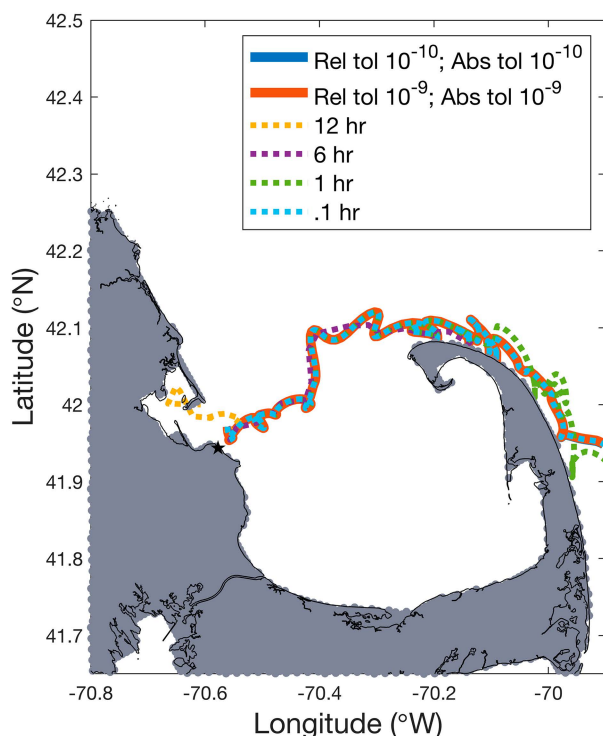 42.5
42.4
42.3
42.2
42.1
42
41.9
41.8
41.7
Latitude (°N)
Rel tol 10^-10; Abs tol 10^-10
Rel tol 10^-9; Abs tol 10^-9
12 hr
6 hr
1 hr
.1 hr
-70.8 -70.6 -70.4 -70.2 -70
Longitude (°W)